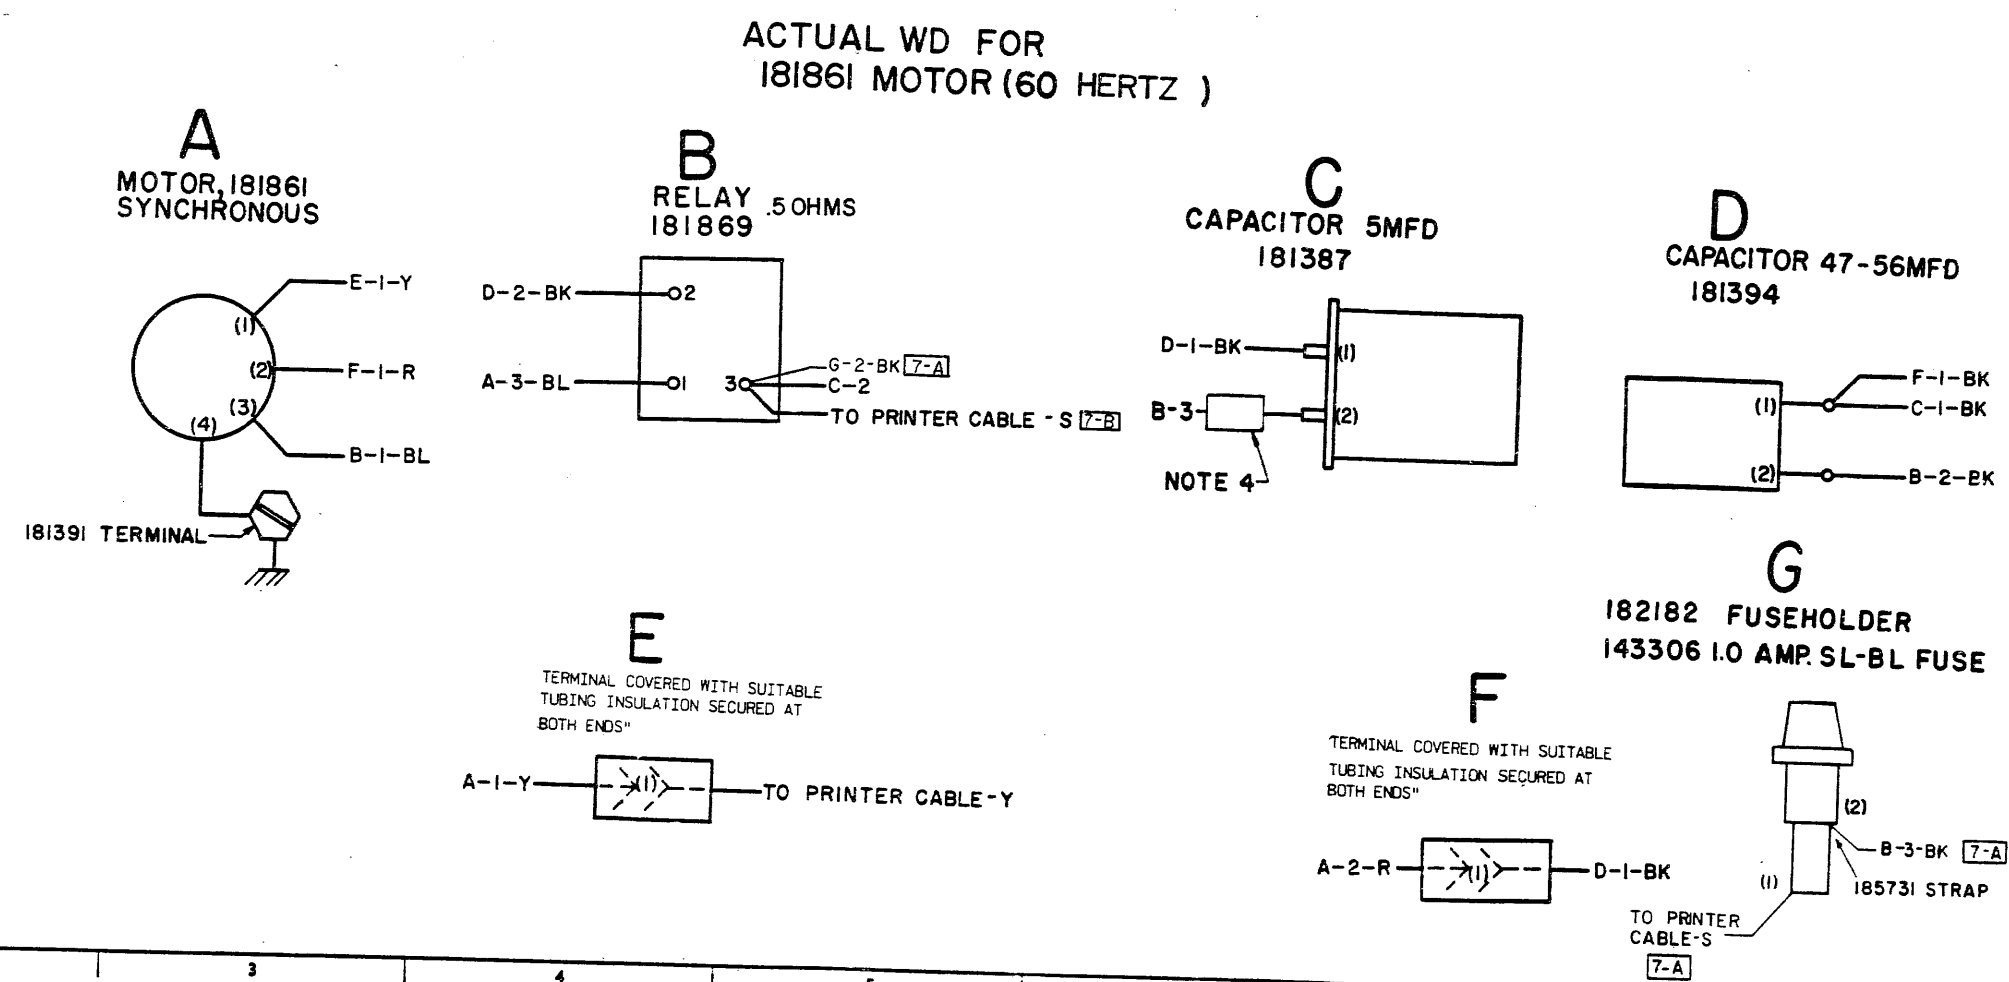 ACTUAL WD FOR
181861 MOTOR (60 HERTZ )
A
MOTOR, 181861
SYNCHRONOUS
E-1-Y
(1)
(2)
F-1-R
(3)
(4)
B-1-BL
181391 TERMINAL
B
RELAY .5 OHMS
181869
D-2-BK
2
A-3-BL
1
3
G-2-BK 7-A
C-2
TO PRINTER CABLE - S 7-B
C
CAPACITOR 5MFD
181387
D-1-BK
(1)
B-3
(2)
NOTE 4
D
CAPACITOR 47-56MFD
181394
(1)
F-1-BK
C-1-BK
(2)
B-2-BK
E
TERMINAL COVERED WITH SUITABLE
TUBING INSULATION SECURED AT
BOTH ENDS"
A-1-Y
(1)
TO PRINTER CABLE-Y
F
TERMINAL COVERED WITH SUITABLE
TUBING INSULATION SECURED AT
BOTH ENDS"
A-2-R
(1)
D-1-BK
G
182182 FUSEHOLDER
143306 1.0 AMP. SL-BL FUSE
(2)
B-3-BK 7-A
(1)
185731 STRAP
TO PRINTER
CABLE-S
7-A
3
4